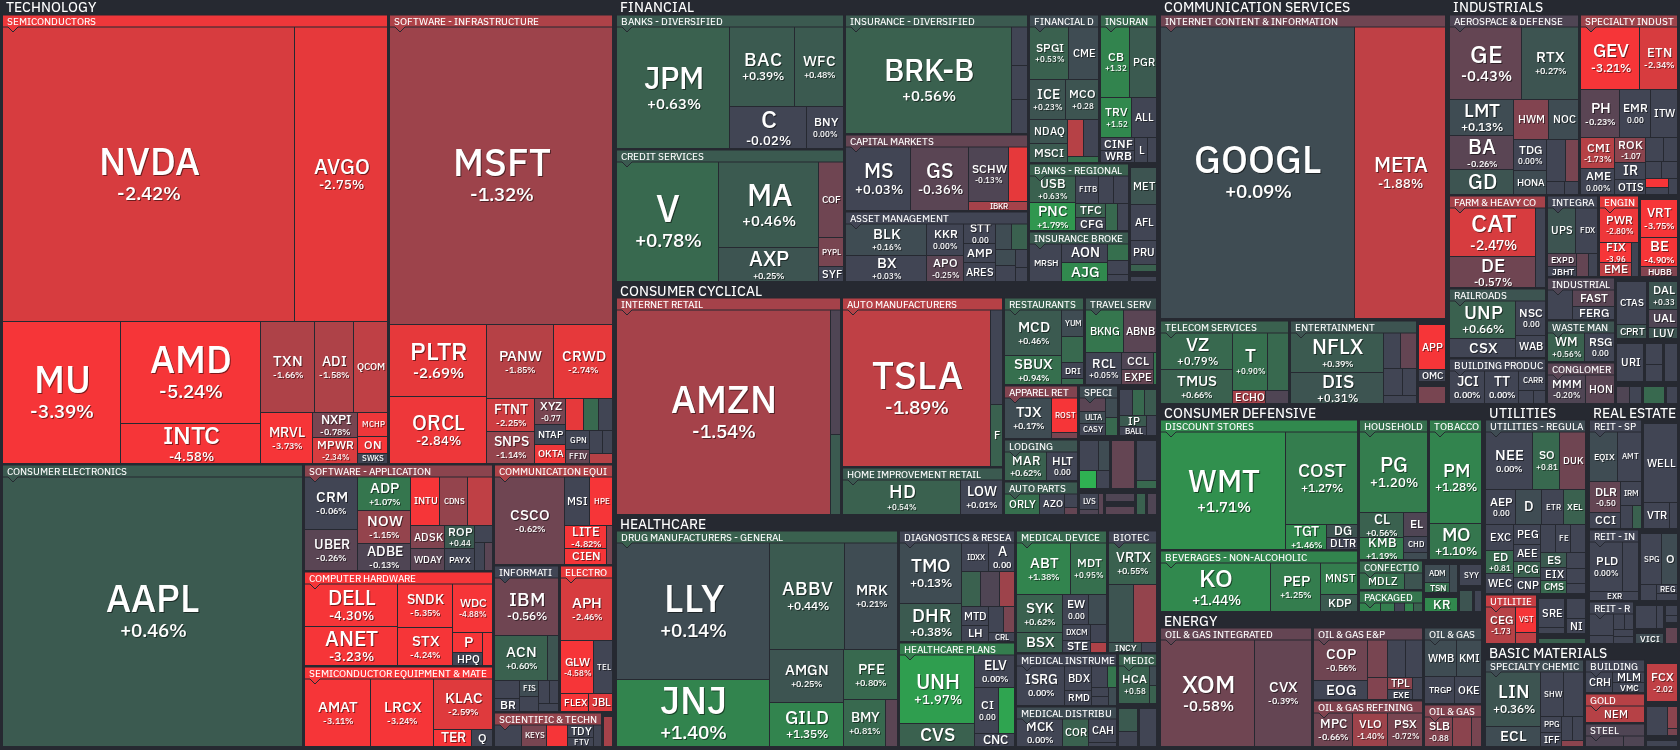 TECHNOLOGY
SEMICONDUCTORS
NVDA
-2.42%
AVGO
-2.75%
MU
-3.39%
AMD
-5.24%
INTC
-4.58%
TXN
-1.66%
ADI
-1.58%
QCOM
MRVL
-3.73%
NXPI
-0.78%
MCHP
MPWR
-2.34%
ON
SWKS
SOFTWARE - INFRASTRUCTURE
MSFT
-1.32%
PLTR
-2.69%
ORCL
-2.84%
PANW
-1.85%
CRWD
-2.74%
FTNT
-2.25%
XYZ
-0.77
SNPS
-1.14%
NTAP
OKTA
GPN
FFIV
CONSUMER ELECTRONICS
AAPL
+0.46%
SOFTWARE - APPLICATION
CRM
-0.06%
ADP
+1.07%
INTU
CDNS
UBER
-0.26%
NOW
-1.15%
ADBE
-0.13%
ADSK
WDAY
ROP
+0.44
PAYX
COMMUNICATION EQUI
CSCO
-0.62%
MSI
HPE
LITE
-4.82%
CIEN
COMPUTER HARDWARE
DELL
-4.30%
ANET
-3.23%
SNDK
-5.35%
WDC
-4.88%
STX
-4.24%
P
HPQ
INFORMATI
IBM
-0.56%
ACN
+0.60%
FIS
BR
ELECTRO
APH
-2.46%
GLW
-4.58%
TEL
FLEX
JBL
SEMICONDUCTOR EQUIPMENT & MATE
AMAT
-3.11%
LRCX
-3.24%
KLAC
-2.59%
TER
Q
SCIENTIFIC & TECHN
KEYS
TDY
FTV
FINANCIAL
BANKS - DIVERSIFIED
JPM
+0.63%
BAC
+0.39%
WFC
+0.48%
C
-0.02%
BNY
0.00%
CREDIT SERVICES
V
+0.78%
MA
+0.46%
AXP
+0.25%
COF
PYPL
SYF
INSURANCE - DIVERSIFIED
BRK-B
+0.56%
CAPITAL MARKETS
MS
+0.03%
GS
-0.36%
SCHW
-0.13%
IBKR
ASSET MANAGEMENT
BLK
+0.16%
BX
+0.03%
KKR
0.00%
APO
-0.25%
STT
0.00
AMP
ARES
FINANCIAL D
SPGI
+0.53%
CME
ICE
+0.23%
MCO
+0.28
NDAQ
MSCI
INSURAN
CB
+1.32
PGR
TRV
+1.52
ALL
CINF
WRB
L
BANKS - REGIONAL
USB
+0.63%
FITB
PNC
+1.79%
TFC
CFG
MET
AFL
PRU
INSURANCE BROKE
MRSH
AON
AJG
CONSUMER CYCLICAL
INTERNET RETAIL
AMZN
-1.54%
AUTO MANUFACTURERS
TSLA
-1.89%
F
HOME IMPROVEMENT RETAIL
HD
+0.54%
LOW
+0.01%
RESTAURANTS
MCD
+0.46%
YUM
SBUX
+0.94%
DRI
TRAVEL SERV
BKNG
ABNB
RCL
+0.05%
CCL
EXPE
APPAREL RET
TJX
+0.17%
ROST
SPECI
ULTA
CASY
IP
BALL
LODGING
MAR
+0.62%
HLT
0.00
AUTO PARTS
ORLY
AZO
LVS
HEALTHCARE
DRUG MANUFACTURERS - GENERAL
LLY
+0.14%
JNJ
+1.40%
ABBV
+0.44%
MRK
+0.21%
AMGN
+0.25%
PFE
+0.80%
GILD
+1.35%
BMY
+0.81%
DIAGNOSTICS & RESEA
TMO
+0.13%
IDXX
A
0.00
DHR
+0.38%
MTD
LH
CRL
HEALTHCARE PLANS
UNH
+1.97%
CVS
ELV
0.00%
CI
0.00
CNC
MEDICAL DEVICE
ABT
+1.38%
MDT
+0.95%
SYK
+0.62%
BSX
EW
0.00
DXCM
STE
BIOTEC
VRTX
+0.55%
INCY
MEDICAL INSTRUME
ISRG
0.00%
BDX
RMD
MEDIC
HCA
+0.58
MEDICAL DISTRIBU
MCK
0.00%
COR
CAH
COMMUNICATION SERVICES
INTERNET CONTENT & INFORMATION
GOOGL
+0.09%
META
-1.88%
TELECOM SERVICES
VZ
+0.79%
T
+0.90%
TMUS
+0.66%
ECHO
ENTERTAINMENT
NFLX
+0.39%
DIS
+0.31%
APP
OMC
CONSUMER DEFENSIVE
DISCOUNT STORES
WMT
+1.71%
COST
+1.27%
TGT
+1.46%
DG
DLTR
HOUSEHOLD
PG
+1.20%
CL
+0.56%
EL
KMB
+1.19%
CHD
TOBACCO
PM
+1.28%
MO
+1.10%
BEVERAGES - NON-ALCOHOLIC
KO
+1.44%
PEP
+1.25%
MNST
KDP
CONFECTIO
MDLZ
ADM
TSN
SYY
PACKAGED
KR
ENERGY
OIL & GAS INTEGRATED
XOM
-0.58%
CVX
-0.39%
OIL & GAS E&P
COP
-0.56%
EOG
TPL
EXE
OIL & GAS
WMB
KMI
TRGP
OKE
OIL & GAS REFINING
MPC
-0.66%
VLO
-1.40%
PSX
-0.72%
OIL & GAS
SLB
-0.88
INDUSTRIALS
AEROSPACE & DEFENSE
GE
-0.43%
RTX
+0.27%
LMT
+0.13%
HWM
NOC
BA
-0.26%
TDG
0.00%
GD
HONA
SPECIALTY INDUST
GEV
-3.21%
ETN
-2.34%
PH
-0.23%
EMR
0.00
ITW
CMI
-1.73%
ROK
-1.07
AME
0.00%
IR
OTIS
FARM & HEAVY CO
CAT
-2.47%
DE
-0.57%
INTEGRA
UPS
FDX
EXPD
JBHT
ENGIN
PWR
-2.80%
FIX
-3.96
EME
VRT
-3.75%
BE
-4.90%
HUBB
RAILROADS
UNP
+0.66%
NSC
0.00
CSX
WAB
INDUSTRIAL
FAST
FERG
CTAS
CPRT
DAL
+0.33
UAL
LUV
WASTE MAN
WM
+0.56%
RSG
0.00
URI
BUILDING PRODUC
JCI
0.00%
TT
0.00%
CARR
CONGLOMER
MMM
-0.20%
HON
UTILITIES
UTILITIES - REGULA
NEE
0.00%
SO
+0.81
DUK
AEP
0.00
D
ETR
XEL
EXC
PEG
FE
ED
+0.81
AEE
PCG
ES
EIX
WEC
CNP
CMS
UTILITIE
CEG
-1.73
VST
SRE
NI
REAL ESTATE
REIT - SP
EQIX
AMT
WELL
DLR
-0.50
IRM
CCI
VTR
REIT - IN
PLD
0.00%
EXR
SPG
O
REG
REIT - R
VICI
BASIC MATERIALS
SPECIALTY CHEMIC
LIN
+0.36%
SHW
ECL
PPG
IFF
BUILDING
CRH
MLM
VMC
FCX
-2.02
GOLD
NEM
STEEL